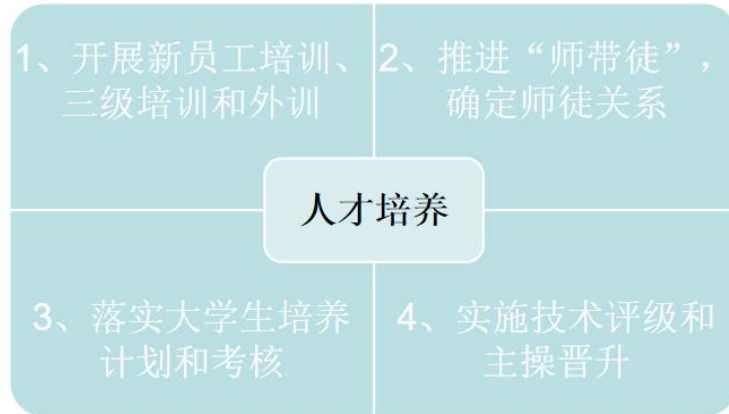 1、开展新员工培训、
三级培训和外训
2、推进“师带徒”，
确定师徒关系
人才培养
3、落实大学生培养
计划和考核
4、实施技术评级和
主操晋升